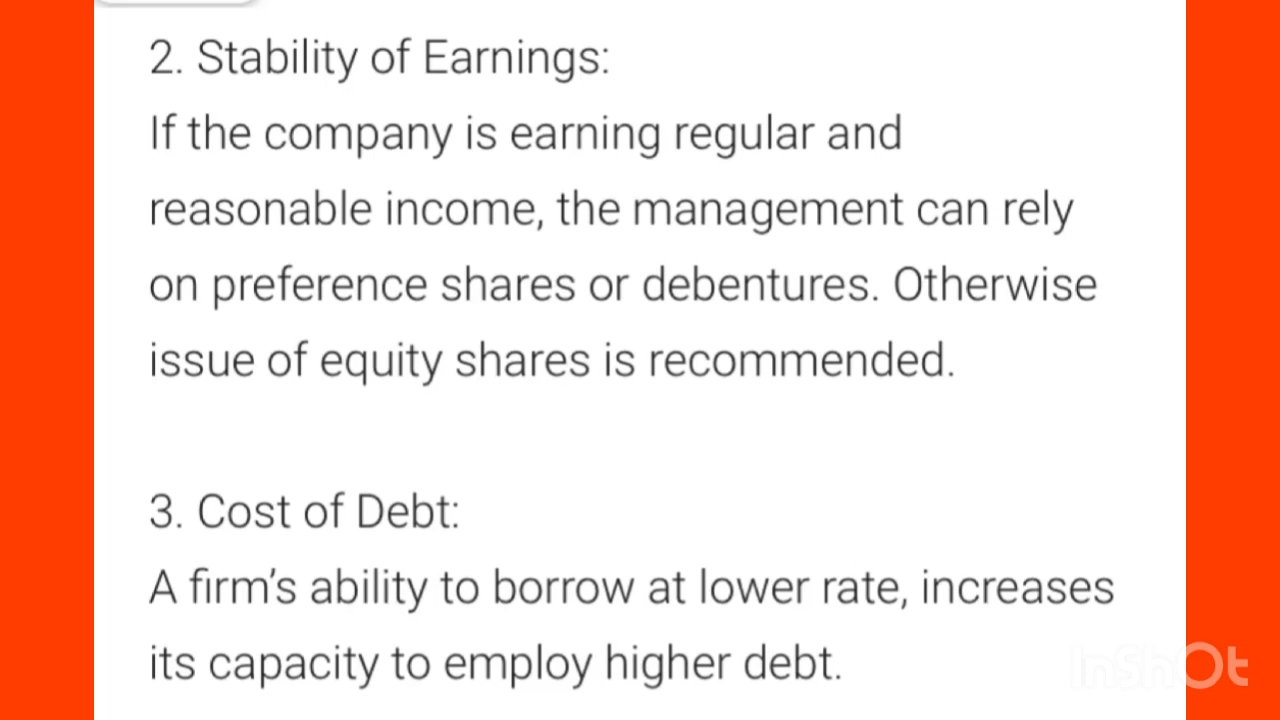 2. Stability of Earnings:
If the company is earning regular and
reasonable income, the management can rely
on preference shares or debentures. Otherwise
issue of equity shares is recommended.
3. Cost of Debt:
A firm’s ability to borrow at lower rate, increases
its capacity to employ higher debt.
InShOt